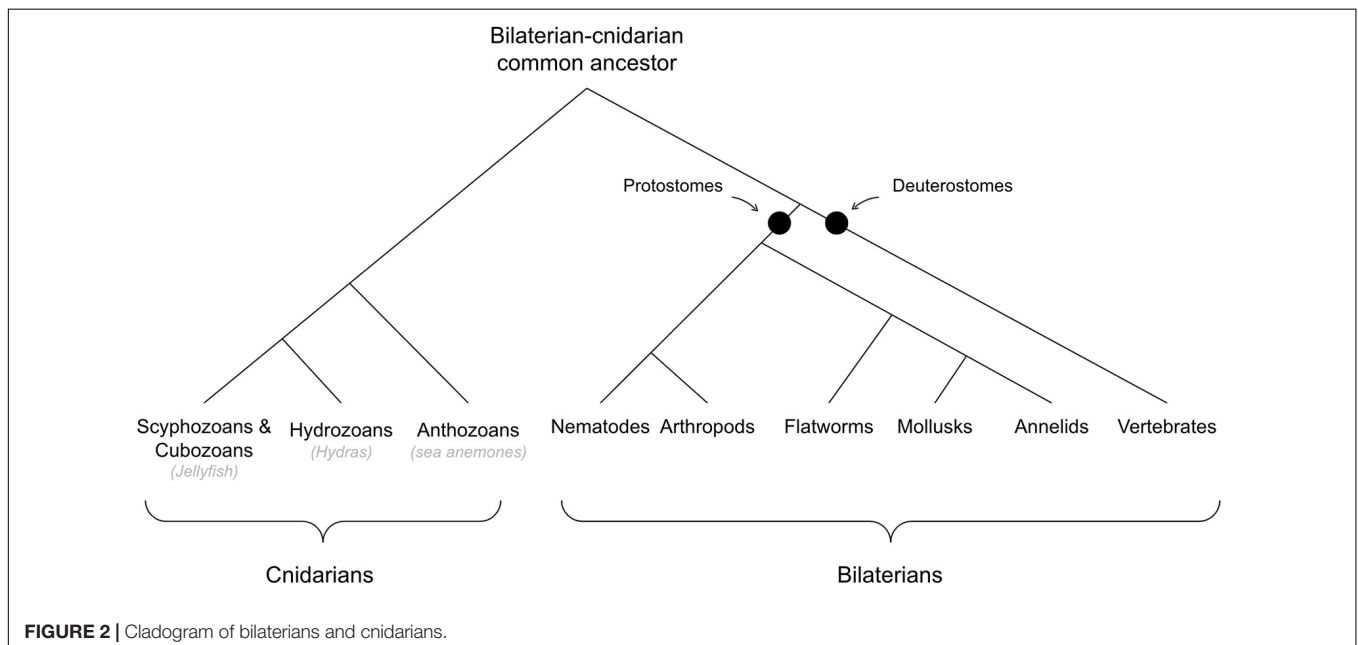 Bilaterian-cnidarian
common ancestor
Protostomes
Deuterostomes
Scyphozoans &
Cubozoans
(Jellyfish)
Hydrozoans
(Hydras)
Anthozoans
(sea anemones)
Nematodes
Arthropods
Flatworms
Mollusks
Annelids
Vertebrates
Cnidarians
Bilaterians
FIGURE 2 | Cladogram of bilaterians and cnidarians.